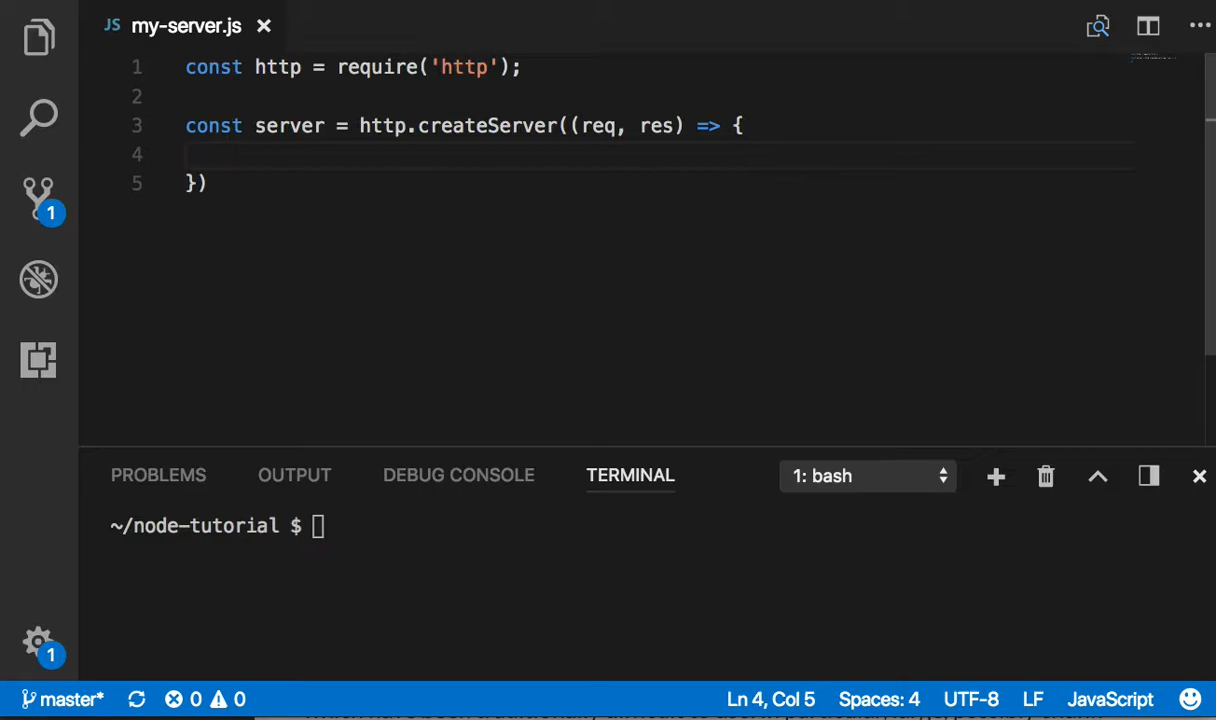 JS my-server.js
1 const http = require('http');
2
3 const server = http.createServer((req, res) => {
4
5 })
1
PROBLEMS OUTPUT DEBUG CONSOLE TERMINAL 1: bash
~/node-tutorial $
1
master* 0 0 Ln 4, Col 5 Spaces: 4 UTF-8 LF JavaScript